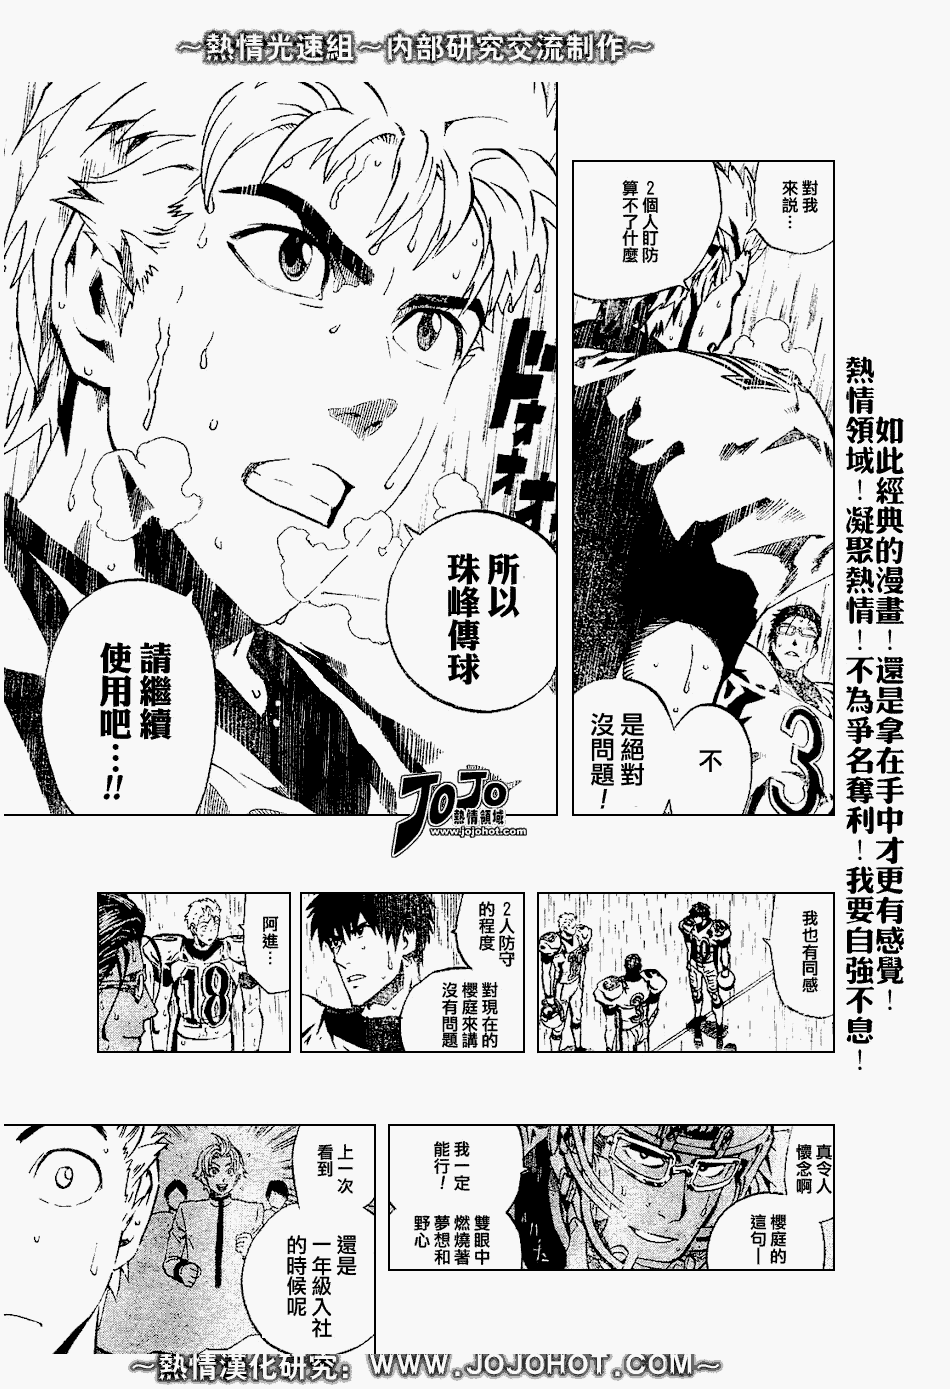 ～熱情光速組～內部研究交流制作～
對我
來說…
2個人盯防
算不了什麼
不
是絕對
沒問題！
所以
珠峰傳球
請繼續
使用吧…!!
ドドォォォ
JOJO
熱情領域
www.jojohot.com
3
如此經典的漫畫！還是拿在手中才更有感覺！
熱情領域！凝聚熱情！不為爭名奪利！我要自強不息！
我也有同感
2人防守
的程度
對現在的
櫻庭來講
沒有問題
阿進…
18
真令人
懷念啊
櫻庭的
這句—
我一定
能行！
雙眼中
燃燒著
夢想和
野心
上一次
看到
還是
一年級入社
的時候呢
～熱情漢化研究：WWW.JOJOHOT.COM～